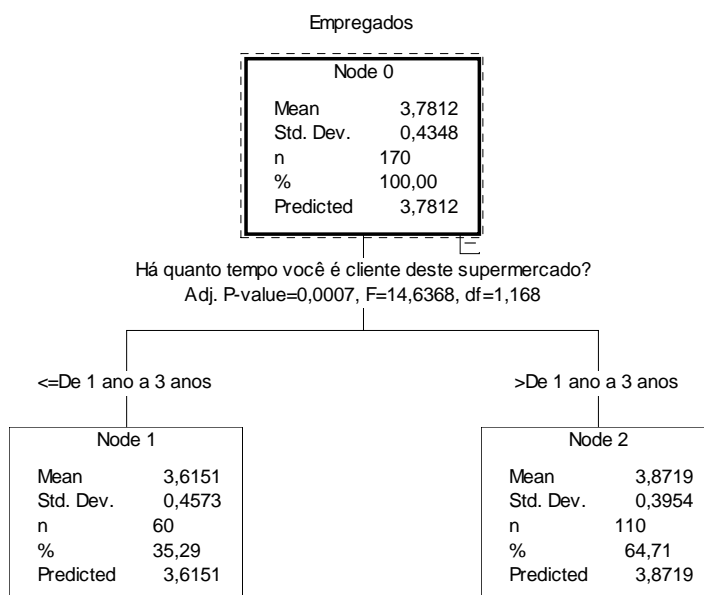 Empregados
Node 0
Mean 3,7812
Std. Dev. 0,4348
n 170
% 100,00
Predicted 3,7812
Há quanto tempo você é cliente deste supermercado?
Adj. P-value=0,0007, F=14,6368, df=1,168
<=De 1 ano a 3 anos
>De 1 ano a 3 anos
Node 1
Mean 3,6151
Std. Dev. 0,4573
n 60
% 35,29
Predicted 3,6151
Node 2
Mean 3,8719
Std. Dev. 0,3954
n 110
% 64,71
Predicted 3,8719